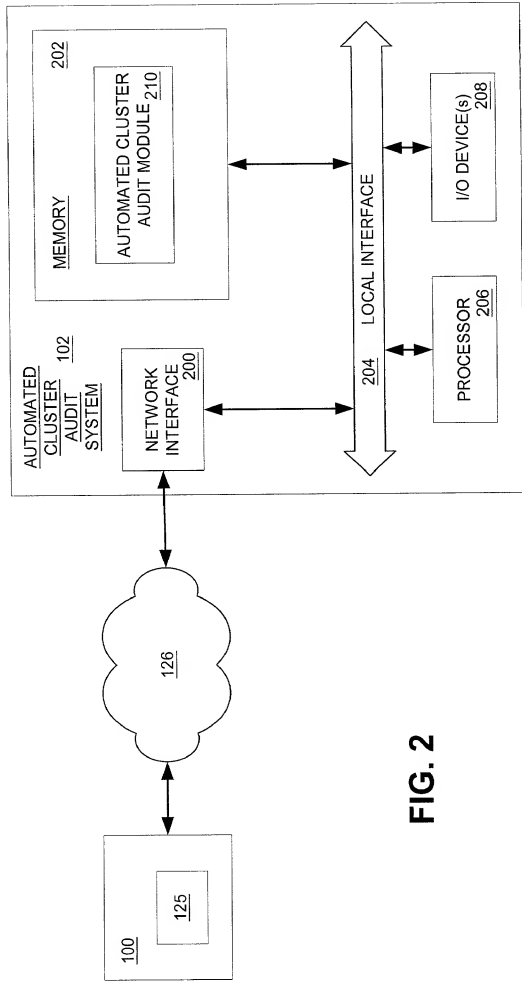 100
125
126
AUTOMATED
CLUSTER
AUDIT
SYSTEM
102
NETWORK
INTERFACE
200
MEMORY
202
AUTOMATED CLUSTER
AUDIT MODULE
210
204
LOCAL INTERFACE
PROCESSOR
206
I/O DEVICE(s)
208
FIG. 2